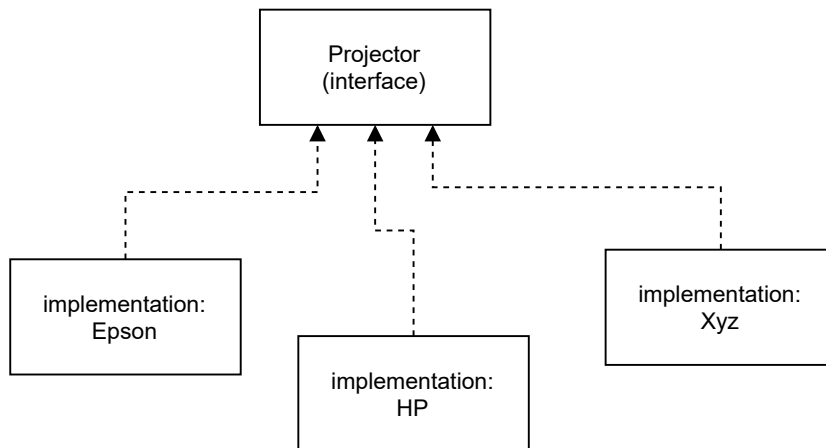 Projector
(interface)
implementation:
Epson
implementation:
Xyz
implementation:
HP